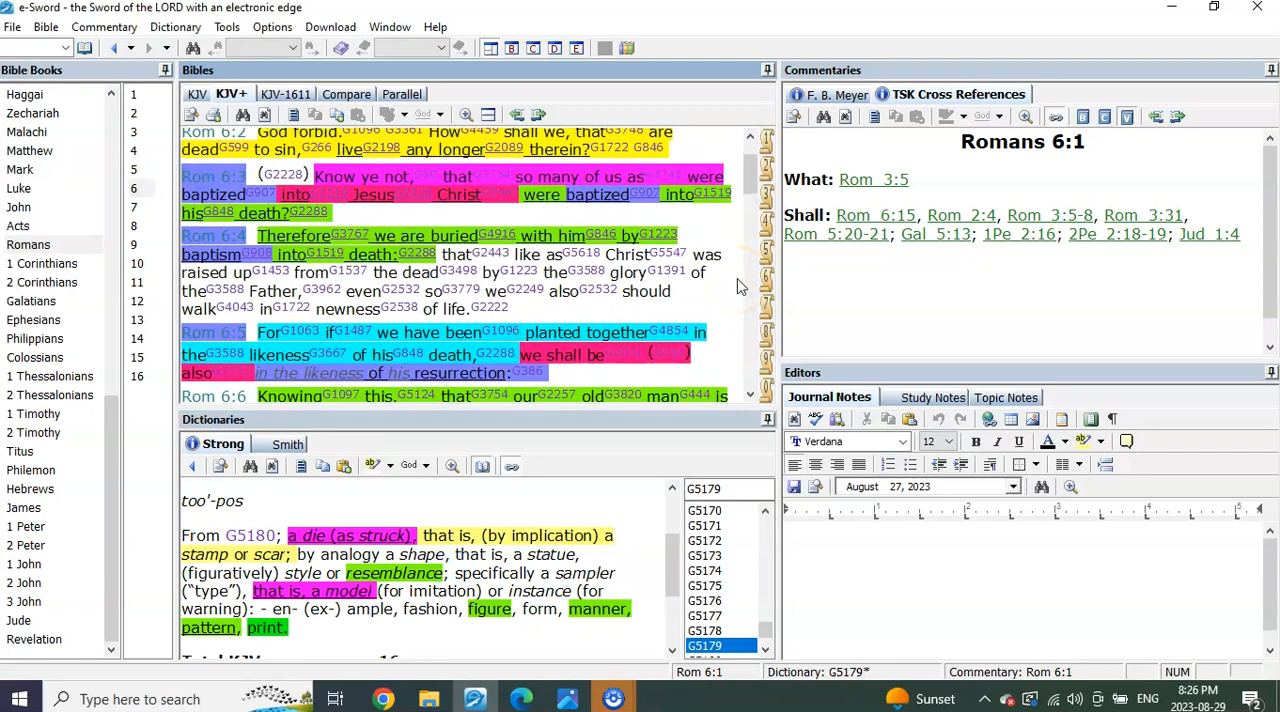 e-Sword - the Sword of the LORD with an electronic edge
File Bible Commentary Dictionary Tools Options Download Window Help
Bible Books
Haggai
Zechariah
Malachi
Matthew
Mark
Luke
John
Acts
Romans
1 Corinthians
2 Corinthians
Galatians
Ephesians
Philippians
Colossians
1 Thessalonians
2 Thessalonians
1 Timothy
2 Timothy
Titus
Philemon
Hebrews
James
1 Peter
2 Peter
1 John
2 John
3 John
Jude
Revelation
1
2
3
4
5
6
7
8
9
10
11
12
13
14
15
16
Bibles
KJV KJV+ KJV-1611 Compare Parallel
God
Rom 6:2 God forbid.G1096 G3361 HowG4459 shall we, thatG3748 are
deadG599 to sin,G266 liveG2198 any longerG2089 therein?G1722 G846
Rom 6:3 (G2228) Know ye not, that so many of us as were
baptizedG907 into Jesus Christ were baptizedG907 intoG1519
hisG848 death?G2288
Rom 6:4 ThereforeG3767 we are buriedG4916 with himG846 byG1223
baptismG908 intoG1519 death:G2288 thatG2443 like asG5618 ChristG5547 was
raised upG1453 fromG1537 the deadG3498 byG1223 theG3588 gloryG1391 of
theG3588 Father,G3962 evenG2532 soG3779 weG2249 alsoG2532 should
walkG4043 inG1722 newnessG2538 of life.G2222
Rom 6:5 ForG1063 ifG1487 we have beenG1096 planted togetherG4854 in
theG3588 likenessG3667 of hisG848 death,G2288 we shall be ( )
also in the likeness of his resurrection:G386
Rom 6:6 KnowingG1097 this,G5124 thatG3754 ourG2257 oldG3820 manG444 is
Dictionaries
Strong Smith
God
too'-pos
From G5180; a die (as struck), that is, (by implication) a
stamp or scar; by analogy a shape, that is, a statue,
(figuratively) style or resemblance; specifically a sampler
(“type”), that is, a model (for imitation) or instance (for
warning): - en- (ex-) ample, fashion, figure, form, manner,
pattern, print.
G5179
G5170
G5171
G5172
G5173
G5174
G5175
G5176
G5177
G5178
G5179
Commentaries
F. B. Meyer TSK Cross References
God
Romans 6:1
What: Rom 3:5
Shall: Rom 6:15, Rom 2:4, Rom 3:5-8, Rom 3:31,
Rom 5:20-21; Gal 5:13; 1Pe 2:16; 2Pe 2:18-19; Jud 1:4
Editors
Journal Notes Study Notes Topic Notes
Verdana 12 B I U A
August 27, 2023
1 2 3 4 5
Rom 6:1 Dictionary: G5179* Commentary: Rom 6:1 NUM
Type here to search
Sunset
ENG
8:26 PM
2023-08-29
2